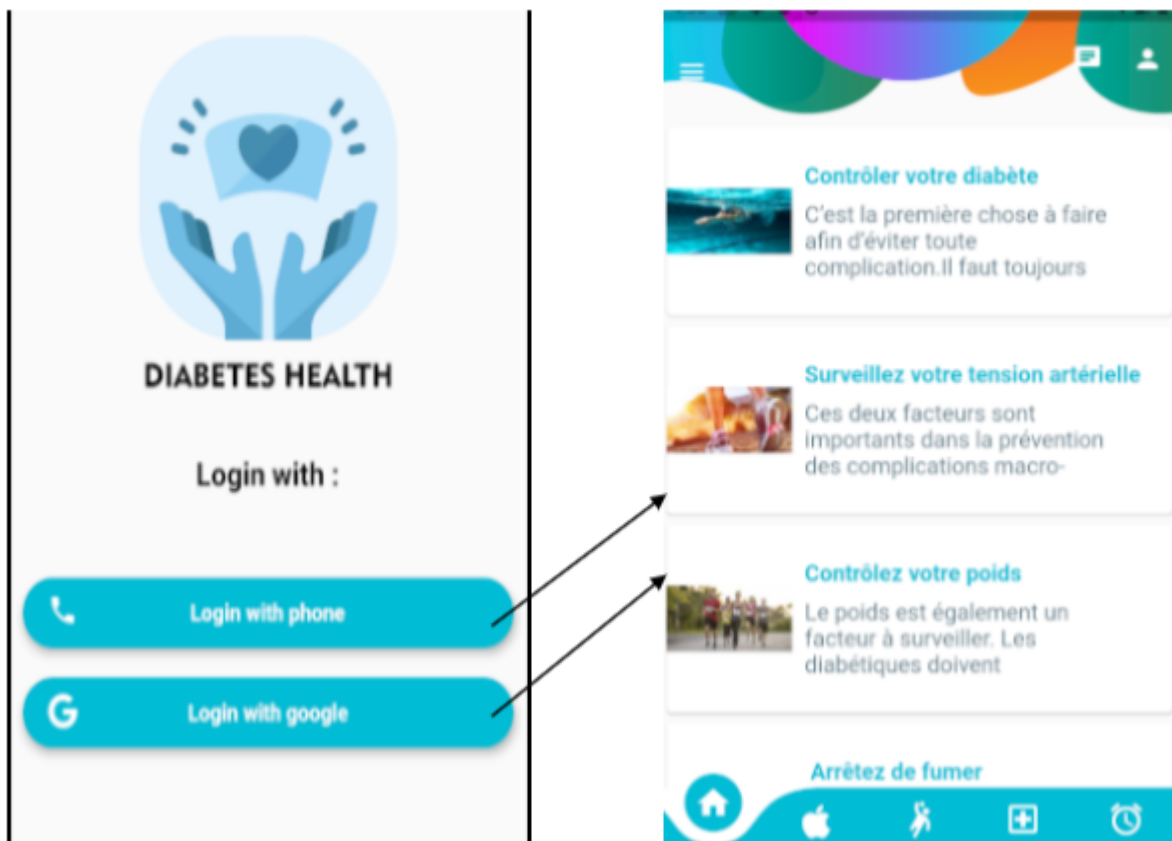 DIABETES HEALTH
Login with :
Login with phone
G
Login with google
Contrôler votre diabète
C'est la première chose à faire
afin d'éviter toute
complication.Il faut toujours
Surveillez votre tension artérielle
Ces deux facteurs sont
importants dans la prévention
des complications macro-
Contrôlez votre poids
Le poids est également un
facteur à surveiller. Les
diabétiques doivent
Arrêtez de fumer